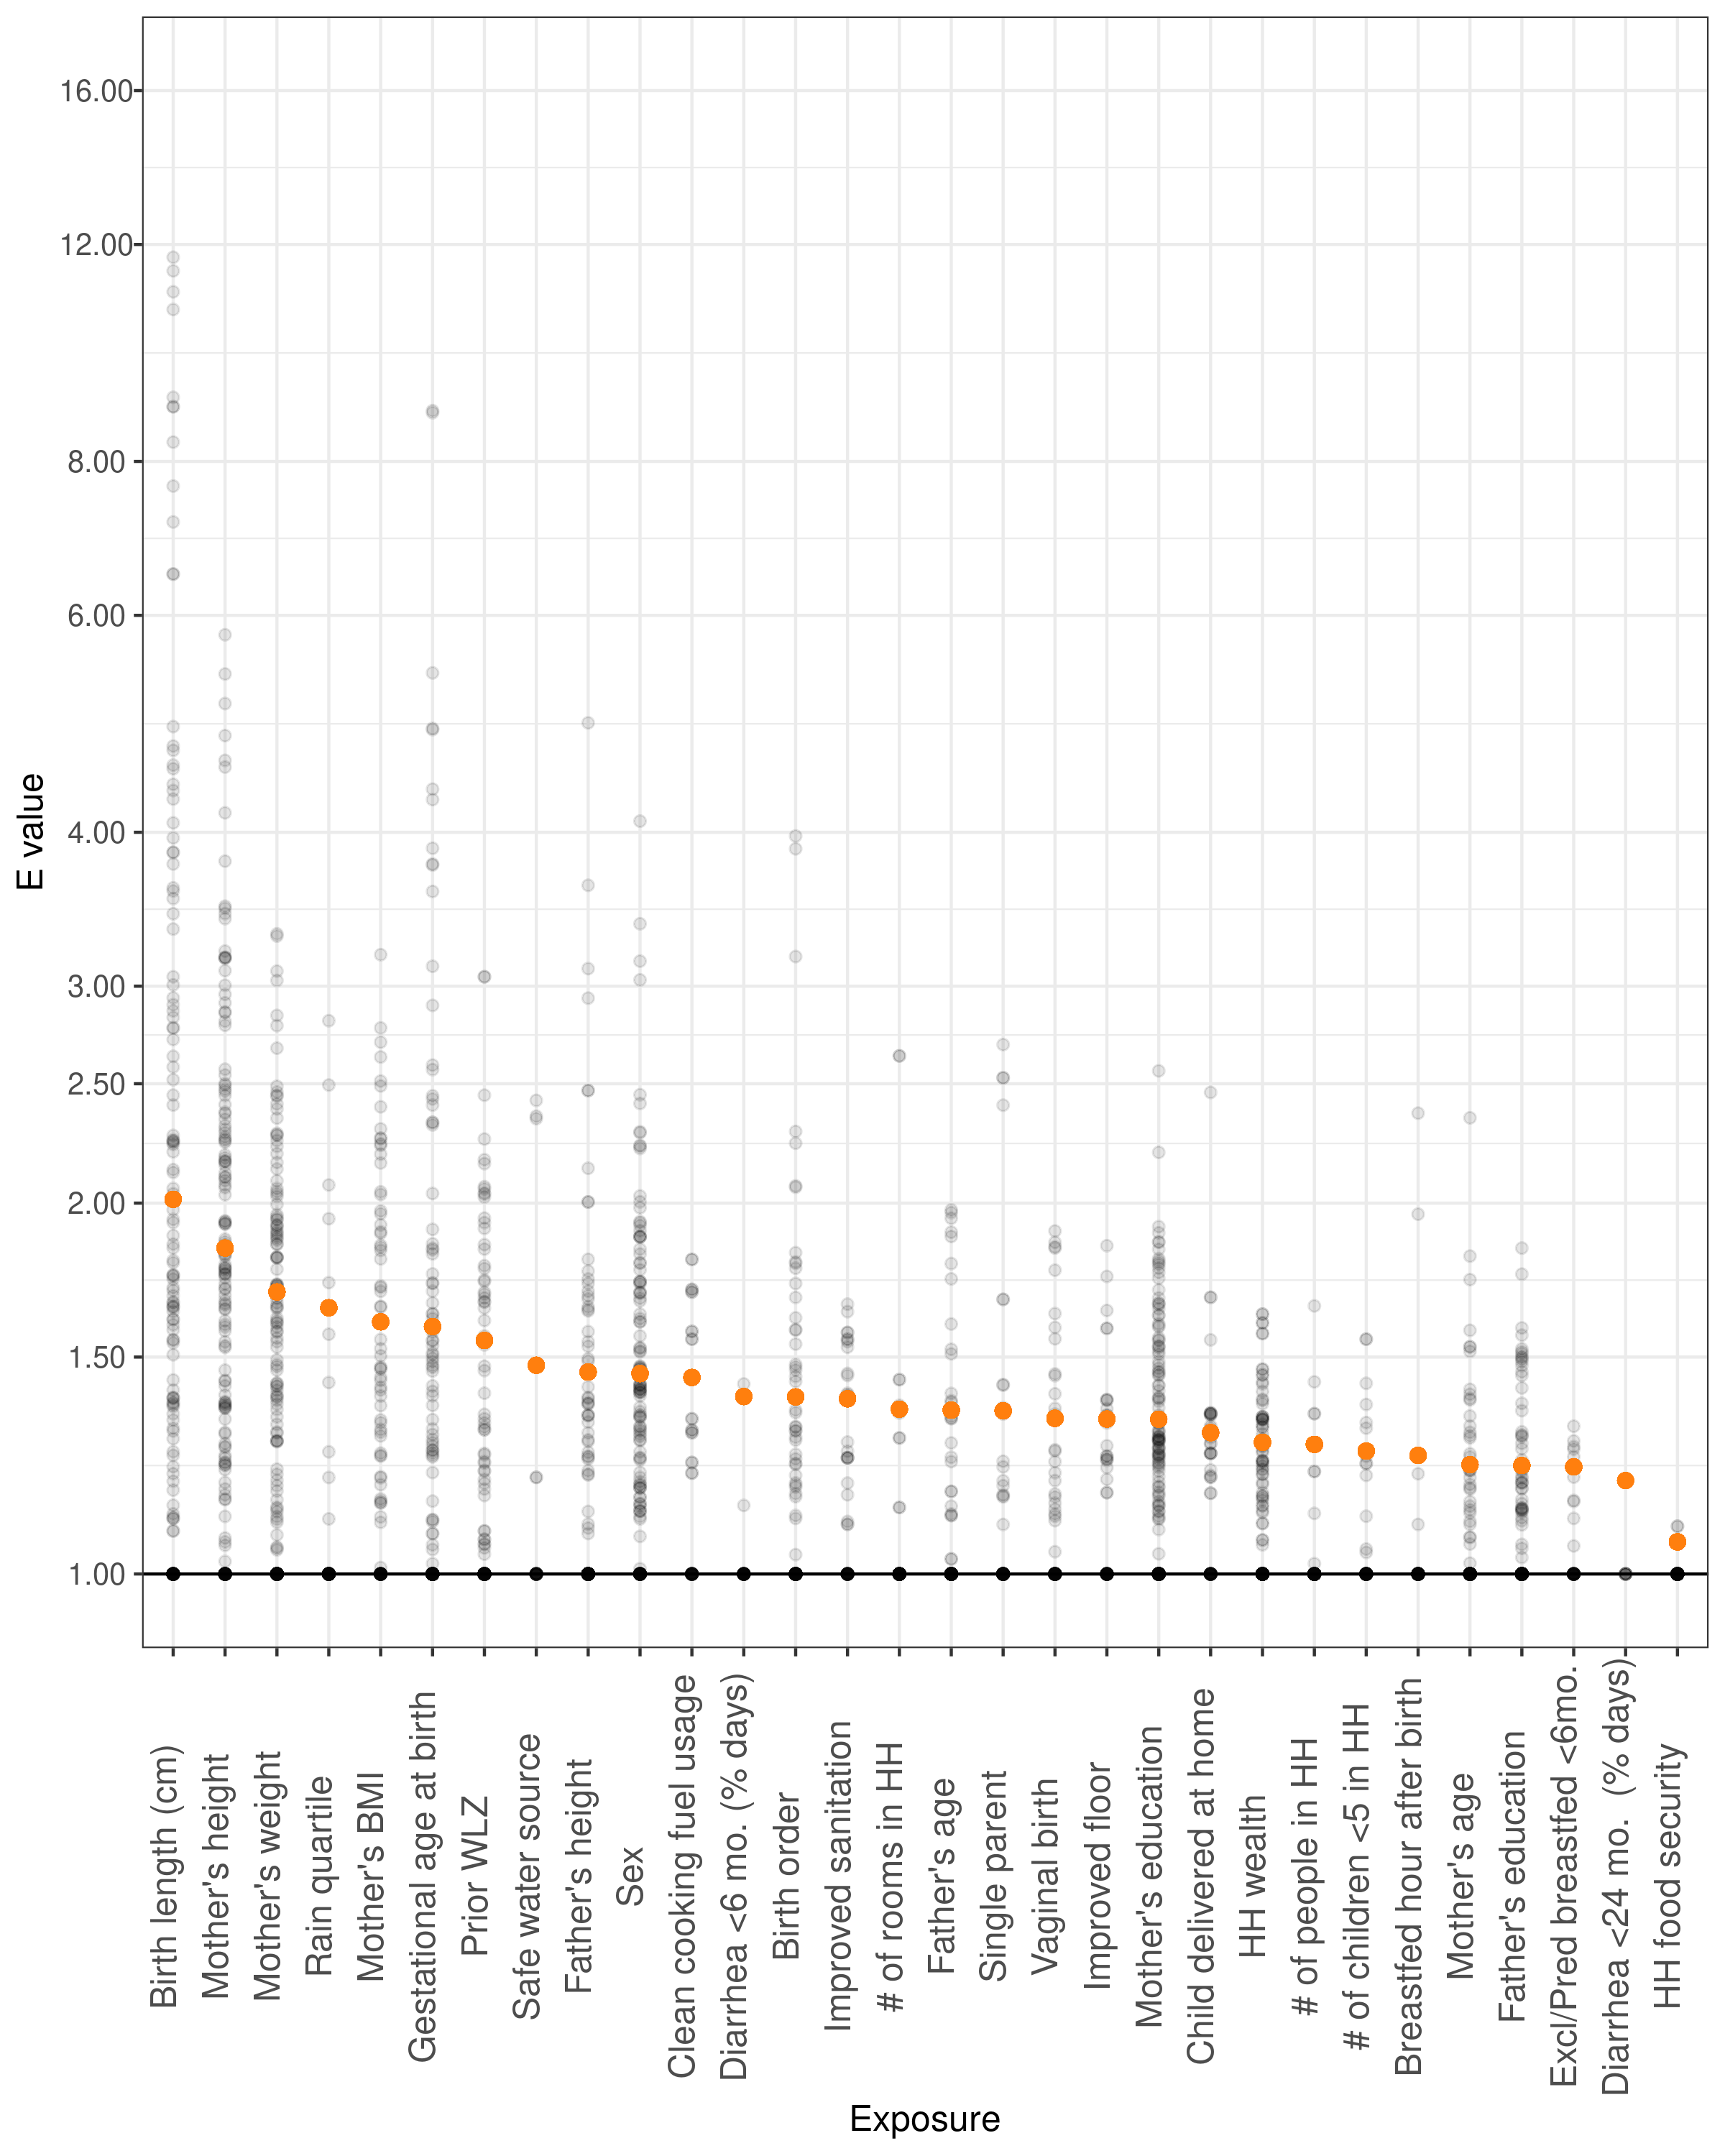 16.00
12.00
8.00
6.00
4.00
3.00
2.50
2.00
1.50
1.00
E value
Birth length (cm)
Mother's height
Mother's weight
Rain quartile
Mother's BMI
Gestational age at birth
Prior WLZ
Safe water source
Father's height
Sex
Clean cooking fuel usage
Diarrhea <6 mo. (% days)
Birth order
Improved sanitation
# of rooms in HH
Father's age
Single parent
Vaginal birth
Improved floor
Mother's education
Child delivered at home
HH wealth
# of people in HH
# of children <5 in HH
Breastfed hour after birth
Mother's age
Father's education
Excl/Pred breastfed <6mo.
Diarrhea <24 mo. (% days)
HH food security
Exposure